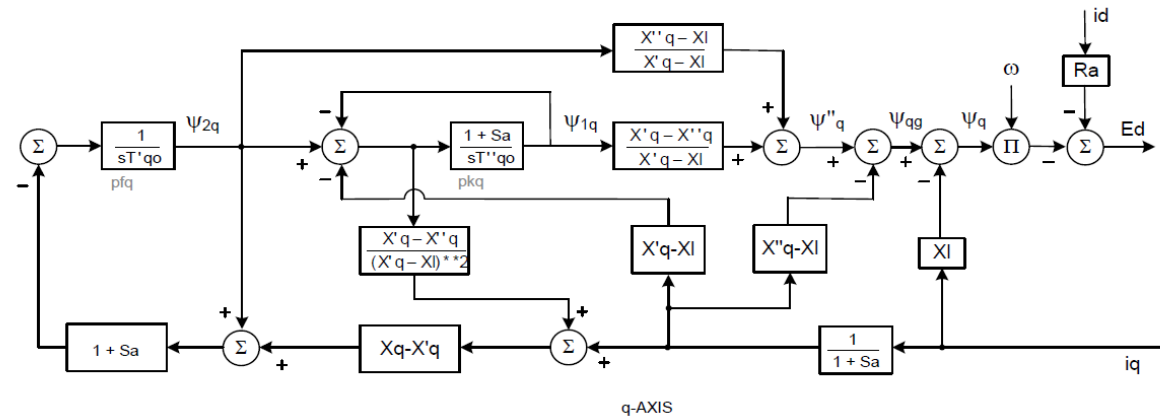 id
X''q – Xl
X'q – Xl
ω
Ra
–
+
–
Σ
1
sT'qo
pfq
ψ2q
+
Σ
–
1 + Sa
sT''qo
pkq
ψ1q
X'q – X''q
X'q – Xl
+
Σ
ψ''q
+
Σ
–
ψqg
+
Σ
–
ψq
Π
–
Σ
Ed
–
X'q – X''q
(X'q – Xl)**2
X'q-Xl
X''q-Xl
Xl
+
+
1 + Sa
Σ
+
Xq-X'q
Σ
+
1
1 + Sa
iq
q-AXIS